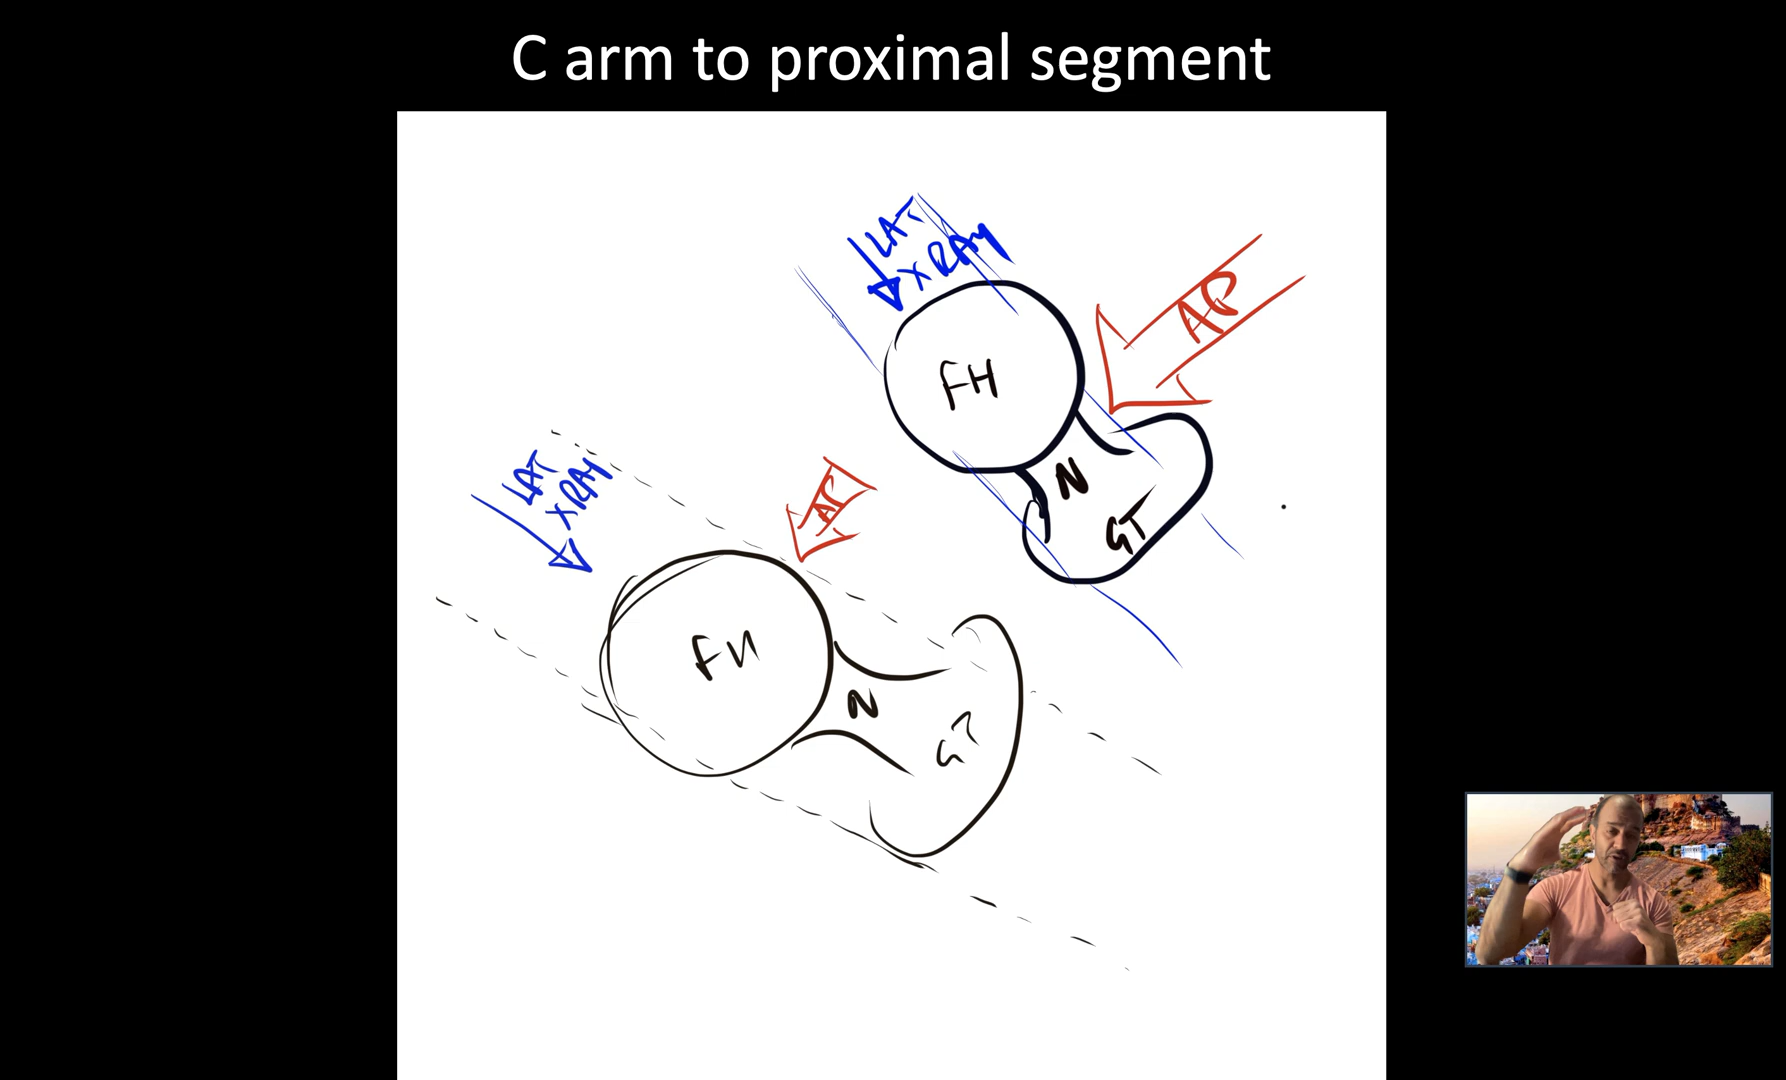 C arm to proximal segment
LAT
XRAY
AP
FH
N
GT
LAT
XRAY
AP
FH
N
GT